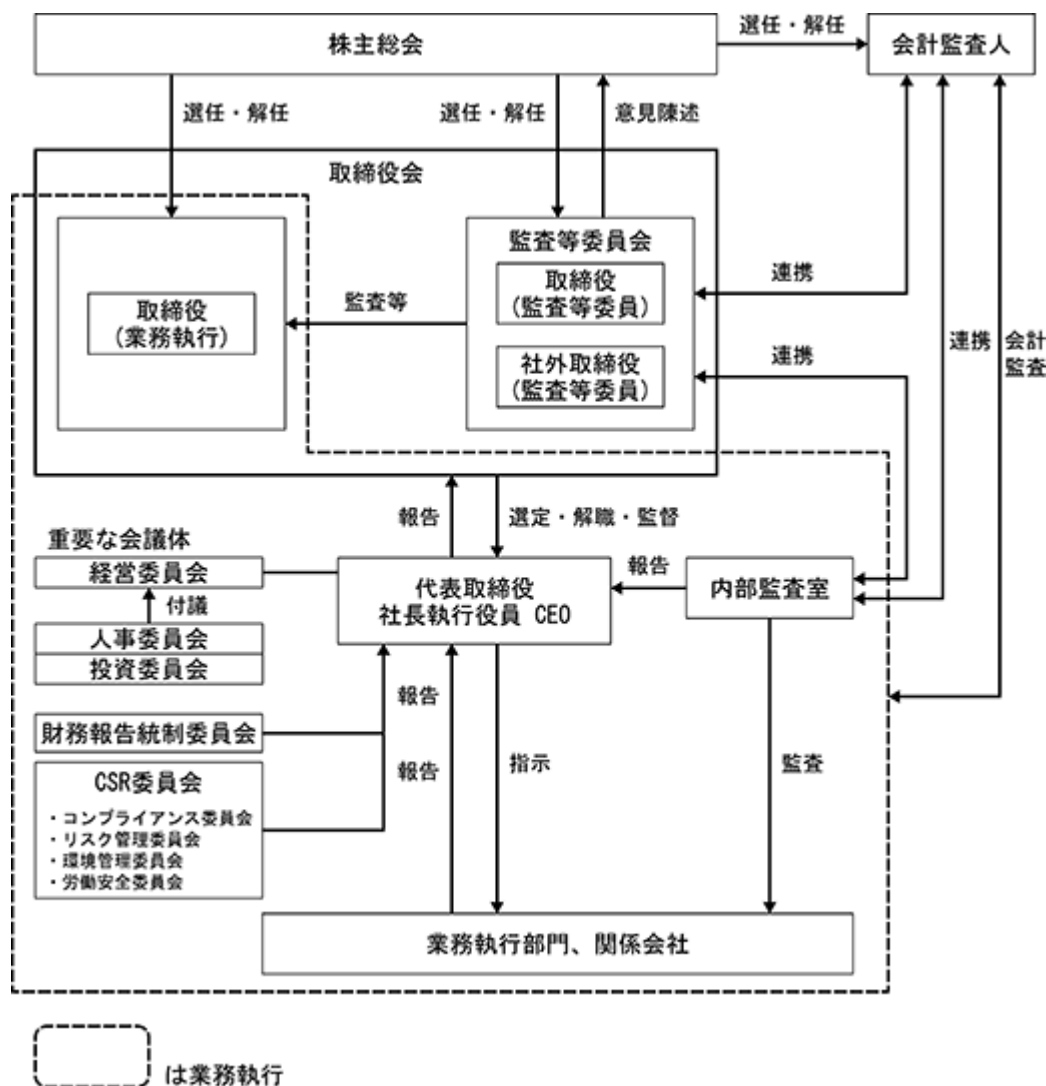 株主総会
選任・解任
会計監査人
選任・解任
選任・解任
意見陳述
取締役会
監査等委員会
取締役
(監査等委員)
社外取締役
(監査等委員)
取締役
(業務執行)
監査等
連携
連携
連携
会計
監査
報告
選定・解職・監督
重要な会議体
経営委員会
付議
人事委員会
投資委員会
代表取締役
社長執行役員 CEO
報告
内部監査室
財務報告統制委員会
報告
CSR委員会
・コンプライアンス委員会
・リスク管理委員会
・環境管理委員会
・労働安全委員会
報告
指示
監査
業務執行部門、関係会社
は業務執行